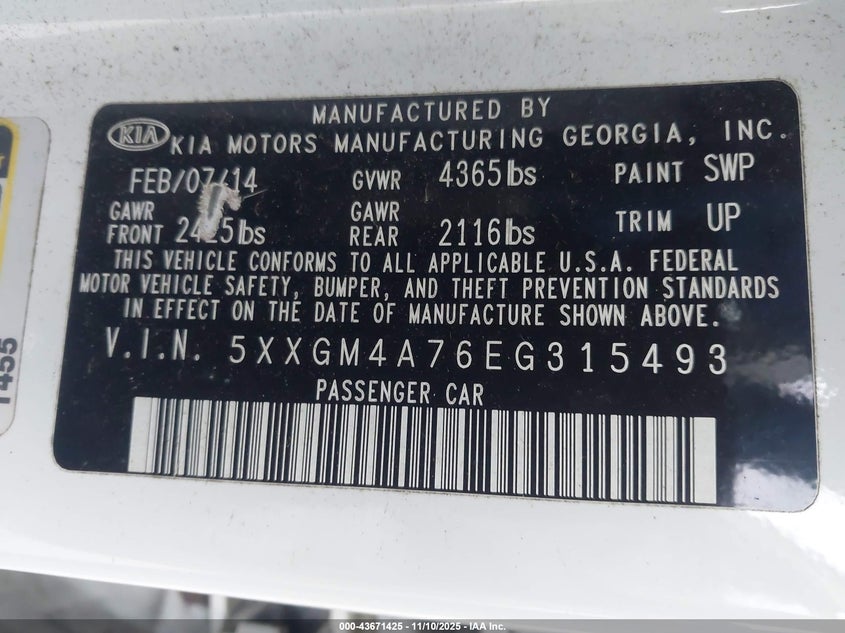 MANUFACTURED BY
KIA KIA MOTORS MANUFACTURING GEORGIA, INC.
FEB/07/14 GVWR 4365lbs PAINT SWP
GAWR FRONT 2425lbs GAWR REAR 2116lbs TRIM UP
THIS VEHICLE CONFORMS TO ALL APPLICABLE U.S.A. FEDERAL
MOTOR VEHICLE SAFETY, BUMPER, AND THEFT PREVENTION STANDARDS
IN EFFECT ON THE DATE OF MANUFACTURE SHOWN ABOVE.
V.I.N. 5XXGM4A76EG315493
PASSENGER CAR
000-43671425 - 11/10/2025 - IAA Inc.